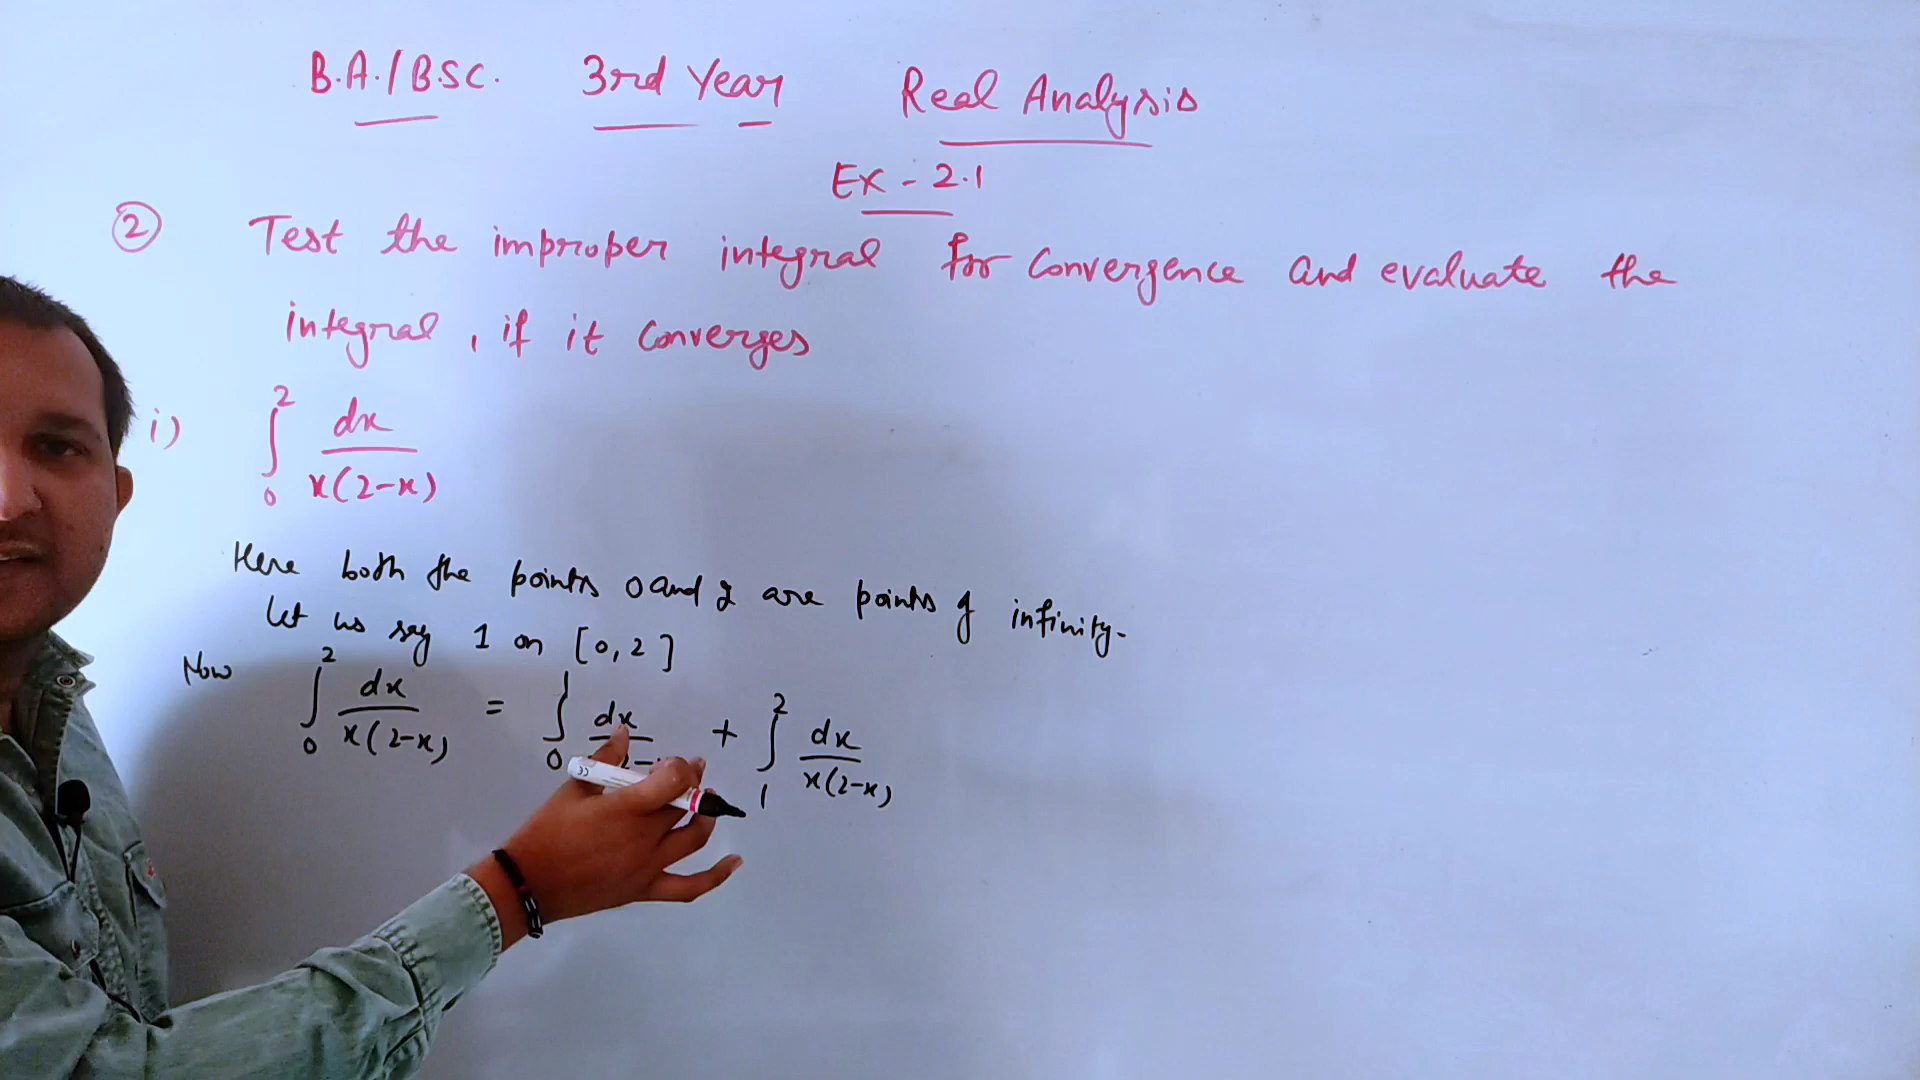 B.A./B.SC. 3rd Year Real Analysis
Ex - 2.1
② Test the improper integral for Convergence and evaluate the
integral, if it Converges
i) ∫₀² dx / x(2-x)
Here both the points 0 and 2 are points of infinity.
Let us say 1 on [0, 2]
Now ∫₀² dx / x(2-x) = ∫₀¹ dx / 2- + ∫₁² dx / x(2-x)